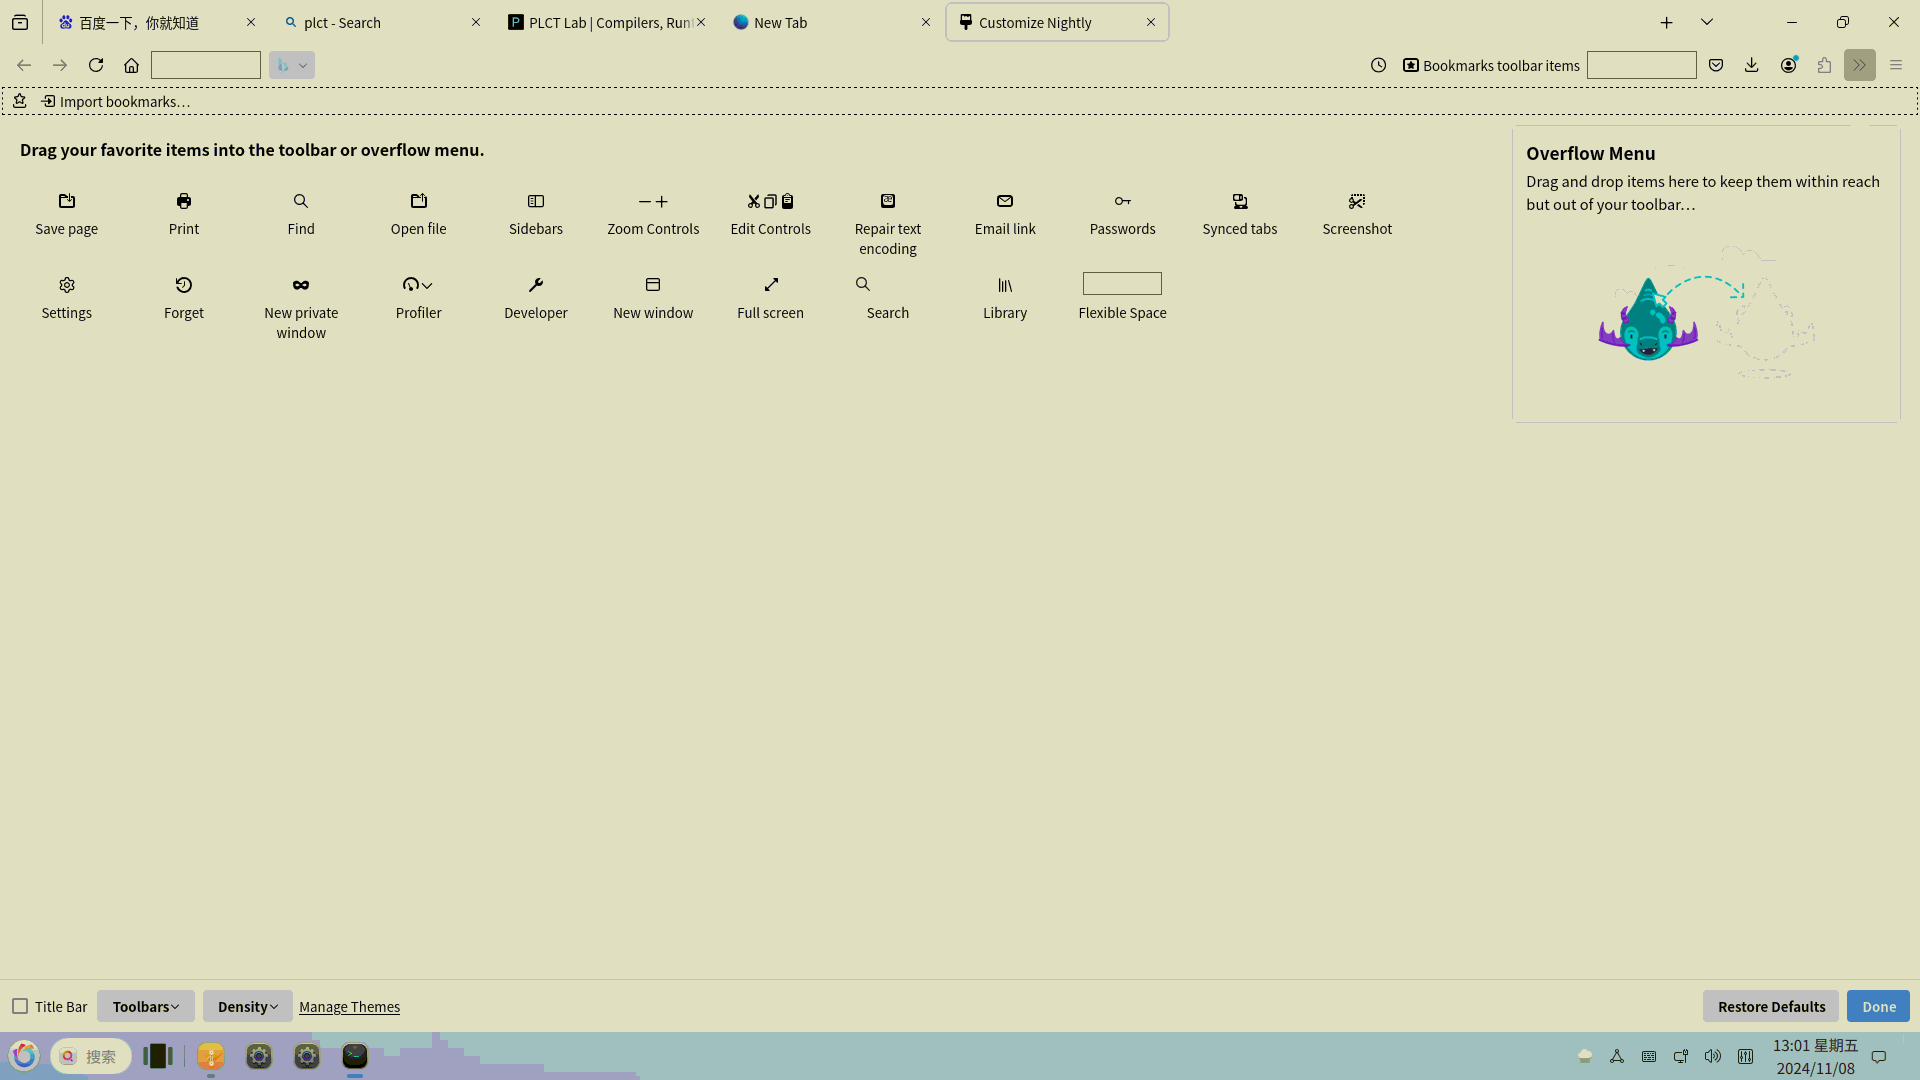 百度一下，你就知道
plct - Search
PLCT Lab | Compilers, Run
New Tab
Customize Nightly
Bookmarks toolbar items
Import bookmarks…
Drag your favorite items into the toolbar or overflow menu.
Save page
Print
Find
Open file
Sidebars
Zoom Controls
Edit Controls
Repair text
encoding
Email link
Passwords
Synced tabs
Screenshot
Settings
Forget
New private
window
Profiler
Developer
New window
Full screen
Search
Library
Flexible Space
Overflow Menu
Drag and drop items here to keep them within reach
but out of your toolbar…
Title Bar
Toolbars
Density
Manage Themes
Restore Defaults
Done
搜索
13:01 星期五
2024/11/08